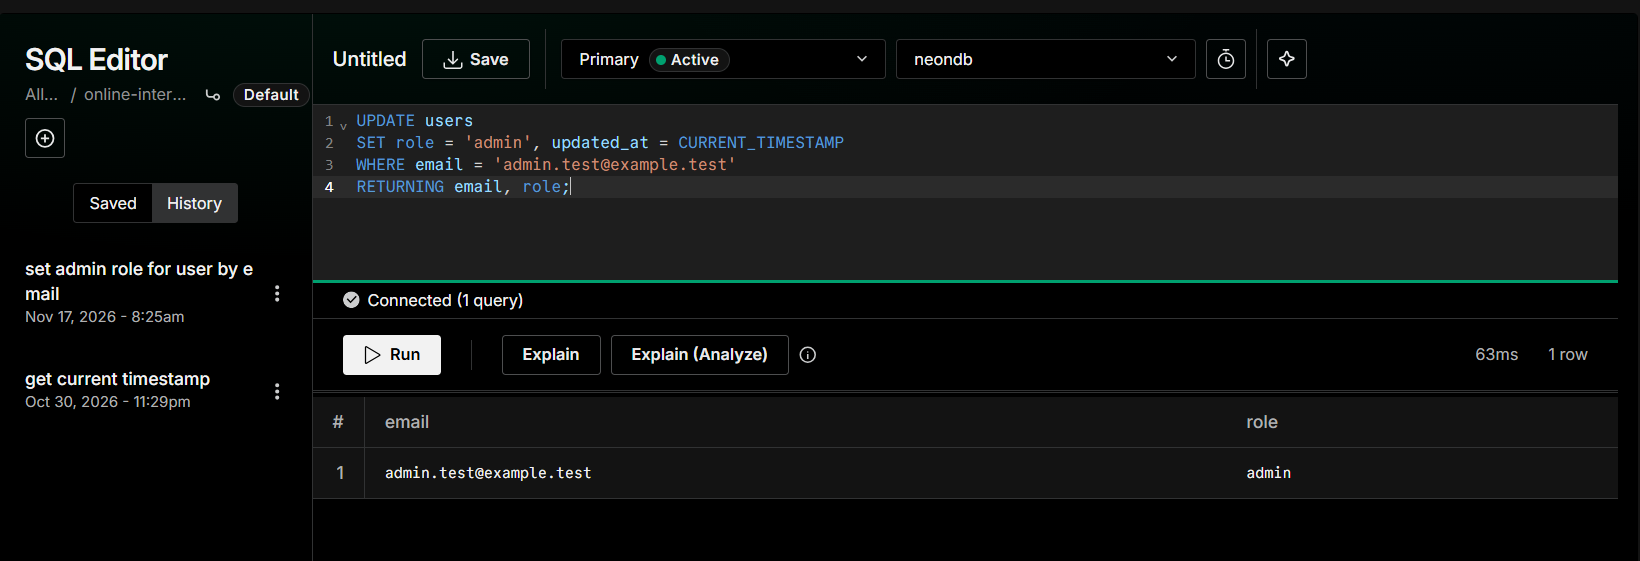 SQL Editor
All... / online-inter... Default
Saved History
set admin role for user by e
mail
Nov 17, 2026 - 8:25am
get current timestamp
Oct 30, 2026 - 11:29pm
Untitled Save Primary Active neondb
1 UPDATE users
2 SET role = 'admin', updated_at = CURRENT_TIMESTAMP
3 WHERE email = 'admin.test@example.test'
4 RETURNING email, role;
Connected (1 query)
Run Explain Explain (Analyze) 63ms 1 row
# email role
1 admin.test@example.test admin